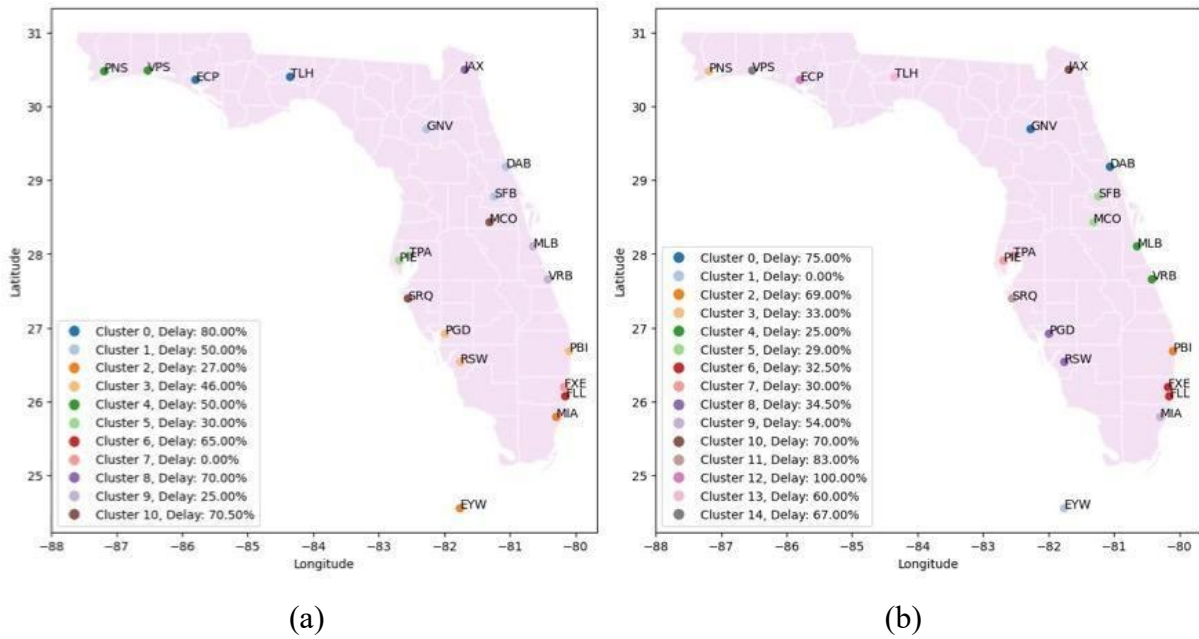 31
30
29
28
27
26
25
Latitude
PNS
VPS
ECP
TLH
JAX
GNV
DAB
SFB
MCO
MLB
TPA
PIE
VRB
SRQ
PGD
RSW
PBI
FXE
FLL
MIA
EYW
Cluster 0, Delay: 80.00%
Cluster 1, Delay: 50.00%
Cluster 2, Delay: 27.00%
Cluster 3, Delay: 46.00%
Cluster 4, Delay: 50.00%
Cluster 5, Delay: 30.00%
Cluster 6, Delay: 65.00%
Cluster 7, Delay: 0.00%
Cluster 8, Delay: 70.00%
Cluster 9, Delay: 25.00%
Cluster 10, Delay: 70.50%
−88 −87 −86 −85 −84 −83 −82 −81 −80
Longitude
(a)
31
30
29
28
27
26
25
Latitude
PNS
VPS
ECP
TLH
JAX
GNV
DAB
SFB
MCO
MLB
TPA
PIE
VRB
SRQ
PGD
RSW
PBI
FXE
FLL
MIA
EYW
Cluster 0, Delay: 75.00%
Cluster 1, Delay: 0.00%
Cluster 2, Delay: 69.00%
Cluster 3, Delay: 33.00%
Cluster 4, Delay: 25.00%
Cluster 5, Delay: 29.00%
Cluster 6, Delay: 32.50%
Cluster 7, Delay: 30.00%
Cluster 8, Delay: 34.50%
Cluster 9, Delay: 54.00%
Cluster 10, Delay: 70.00%
Cluster 11, Delay: 83.00%
Cluster 12, Delay: 100.00%
Cluster 13, Delay: 60.00%
Cluster 14, Delay: 67.00%
−88 −87 −86 −85 −84 −83 −82 −81 −80
Longitude
(b)